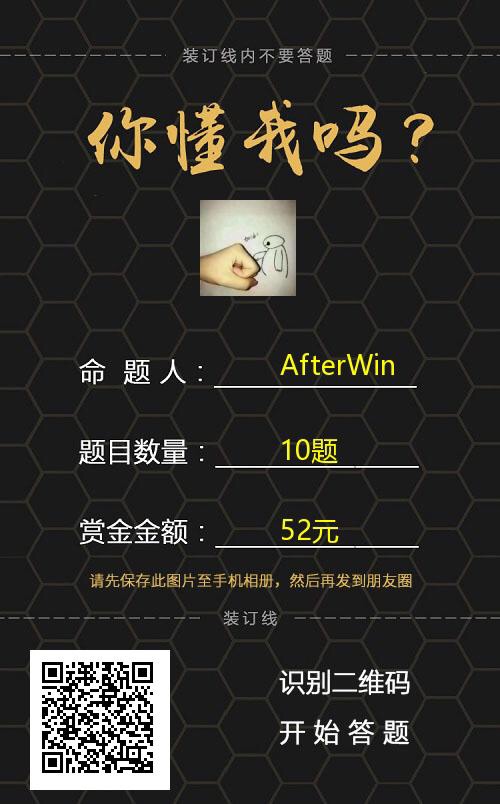 装订线内不要答题
你懂我吗？
命 题 人：AfterWin
题目数量：10题
赏金金额：52元
请先保存此图片至手机相册，然后再发到朋友圈
装订线
识别二维码
开始答题